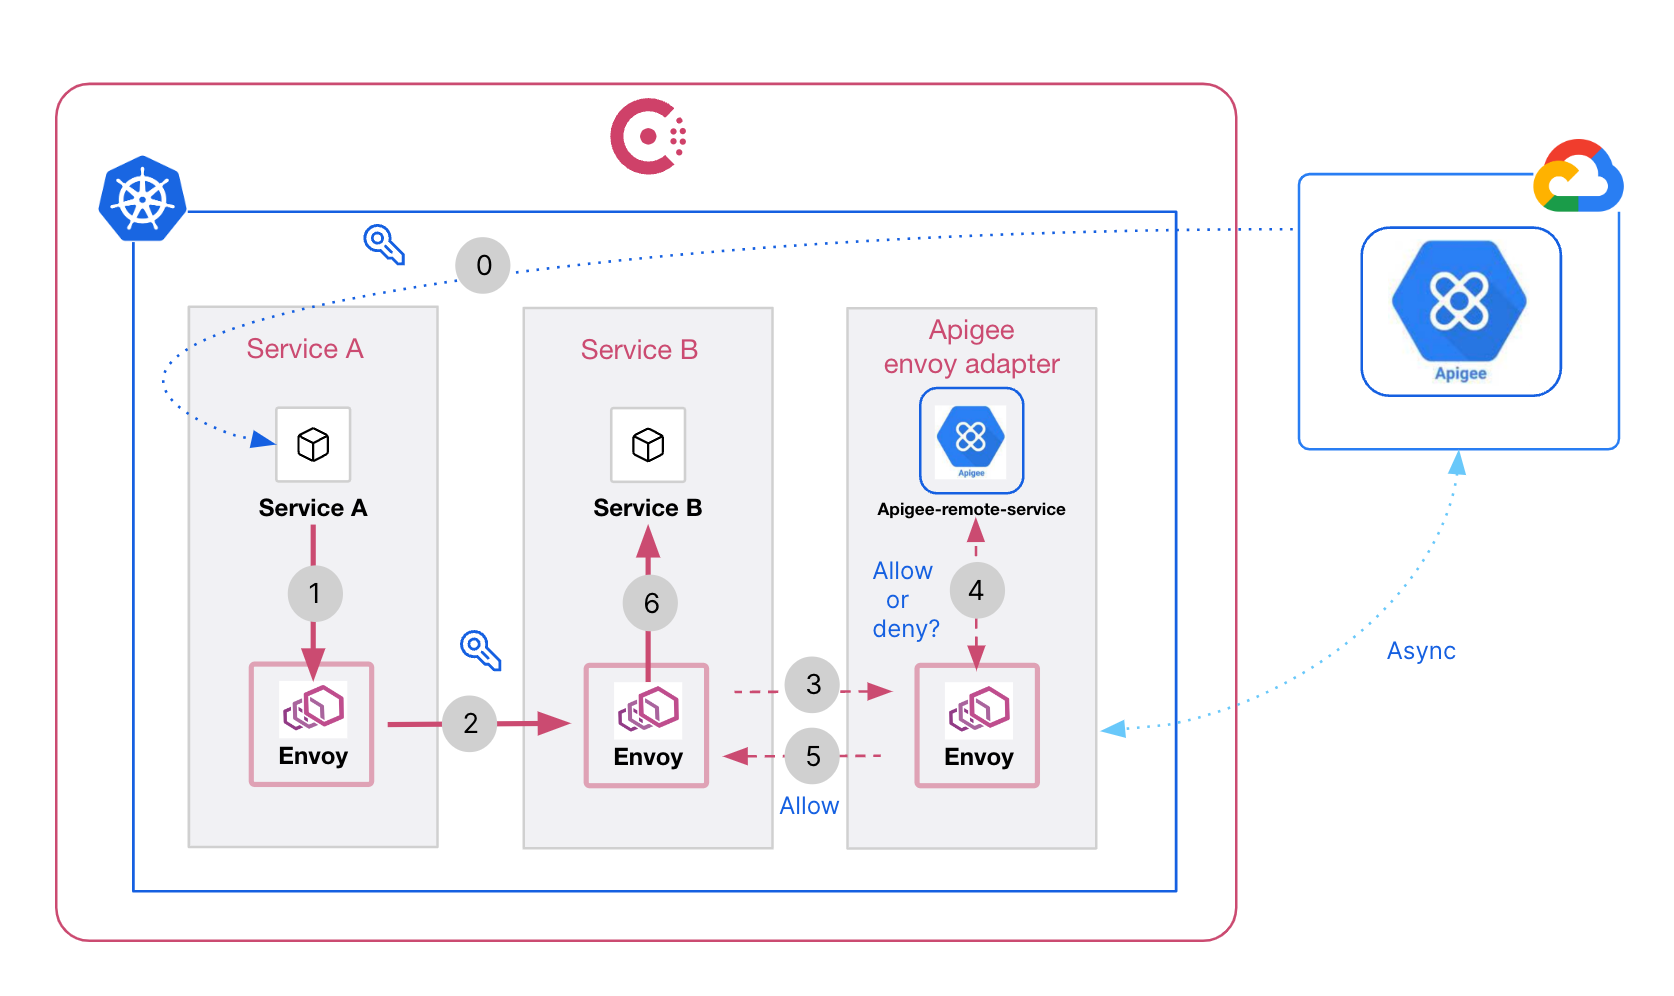 0
Service A
Service B
Apigee
envoy adapter
Apigee
Apigee
Service A
Service B
Apigee-remote-service
1
6
Allow
or
deny?
4
Async
2
3
5
Envoy
Envoy
Envoy
Allow